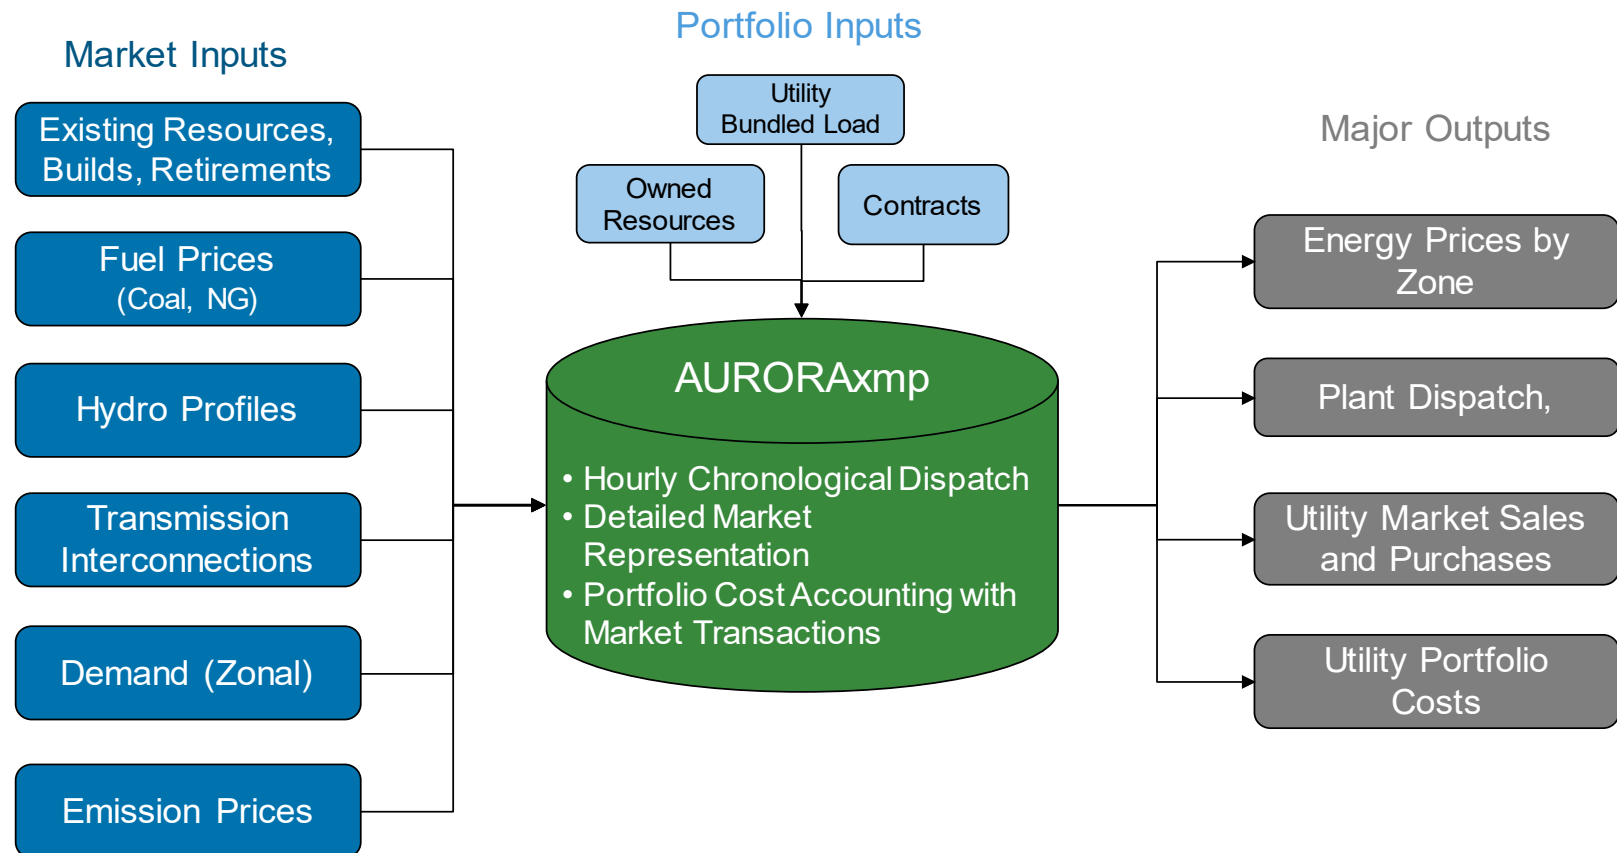 Market Inputs
Existing Resources,
Builds, Retirements
Fuel Prices
(Coal, NG)
Hydro Profiles
Transmission
Interconnections
Demand (Zonal)
Emission Prices
Portfolio Inputs
Utility
Bundled Load
Owned
Resources
Contracts
AURORAxmp
• Hourly Chronological Dispatch
• Detailed Market
Representation
• Portfolio Cost Accounting with
Market Transactions
Major Outputs
Energy Prices by
Zone
Plant Dispatch,
Utility Market Sales
and Purchases
Utility Portfolio
Costs